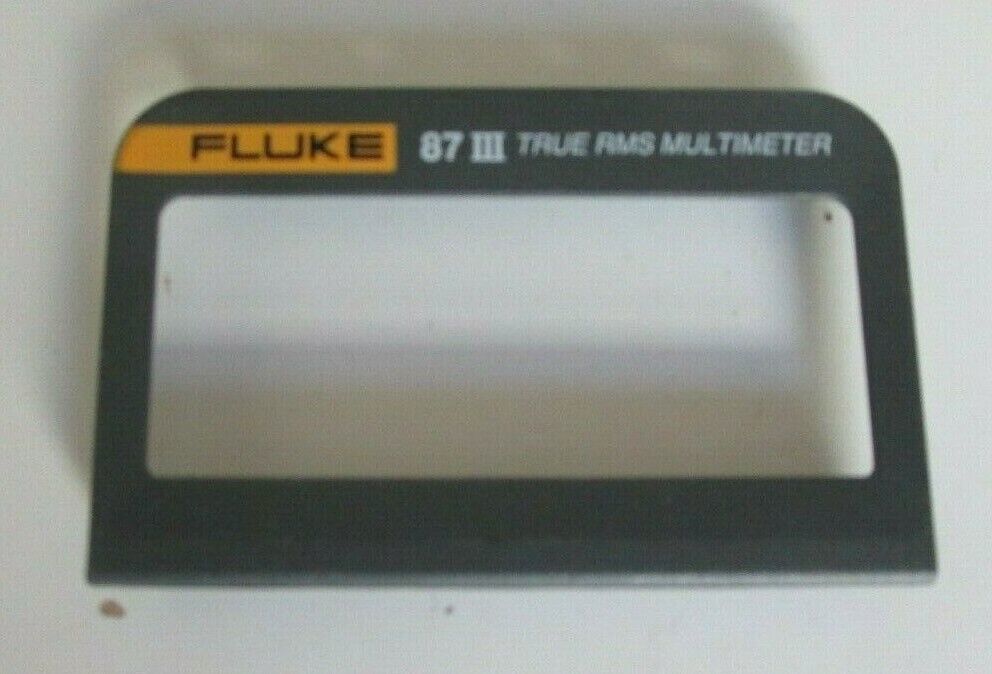 FLUKE 87 III TRUE RMS MULTIMETER